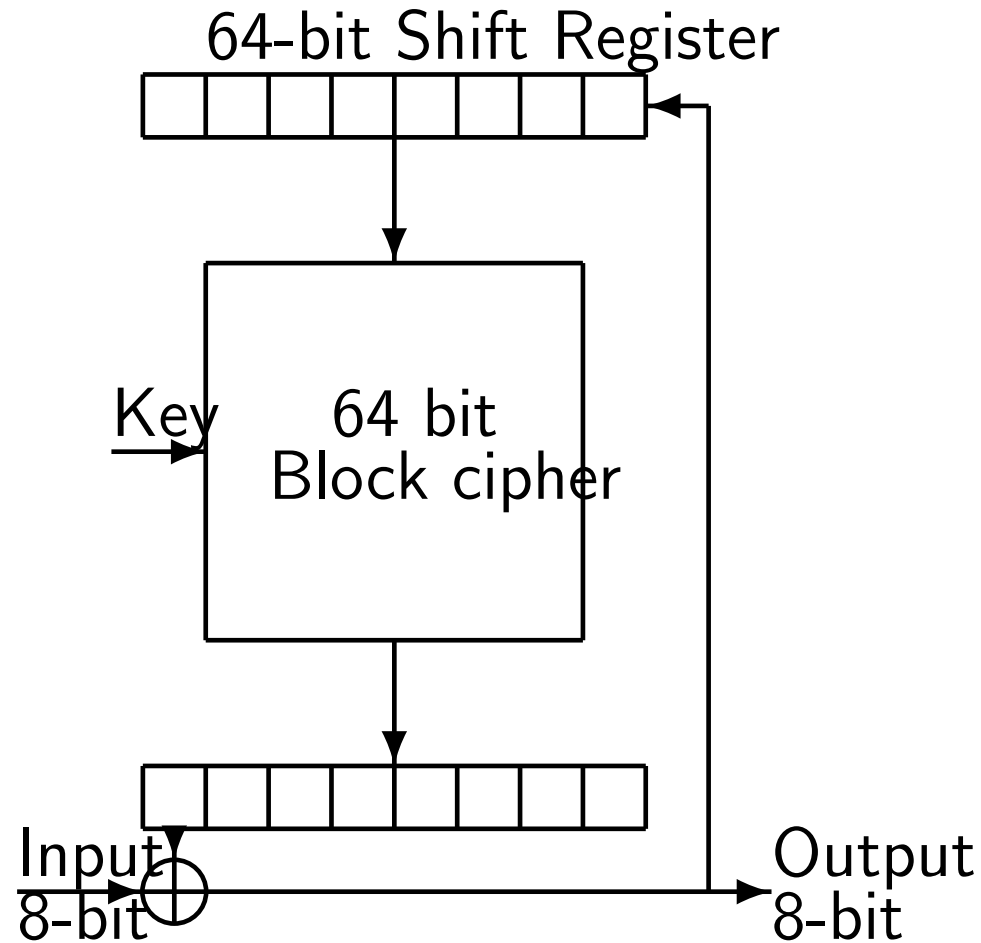 64-bit Shift Register
Key
64 bit
Block cipher
Input
8-bit
Output
8-bit